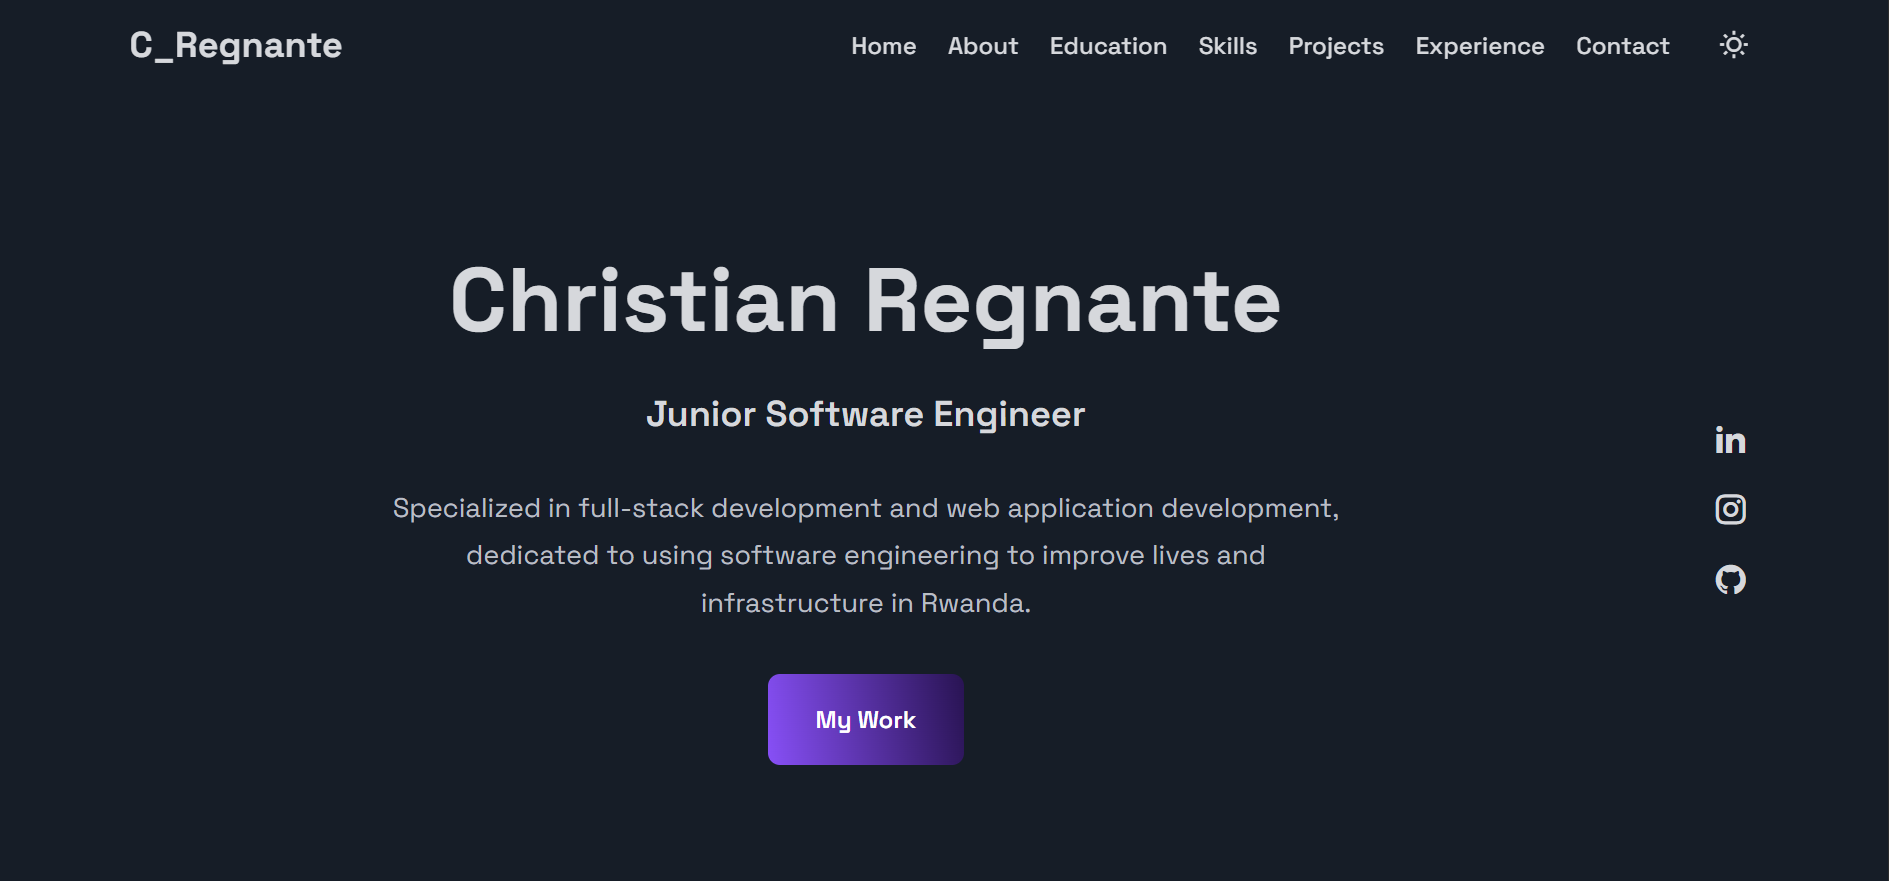 C_Regnante
Home About Education Skills Projects Experience Contact
Christian Regnante
Junior Software Engineer
Specialized in full-stack development and web application development,
dedicated to using software engineering to improve lives and
infrastructure in Rwanda.
My Work